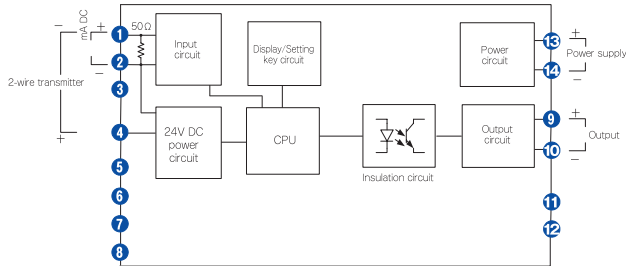 − mA DC + 50Ω
1
Input
circuit
Display/Setting
key circuit
Power
circuit
13 +
Power supply
14 −
2 −
2-wire transmitter
3
4
+
24V DC
power
circuit
CPU
Insulation circuit
Output
circuit
9 +
Output
10 −
5
6
7
8
11
12